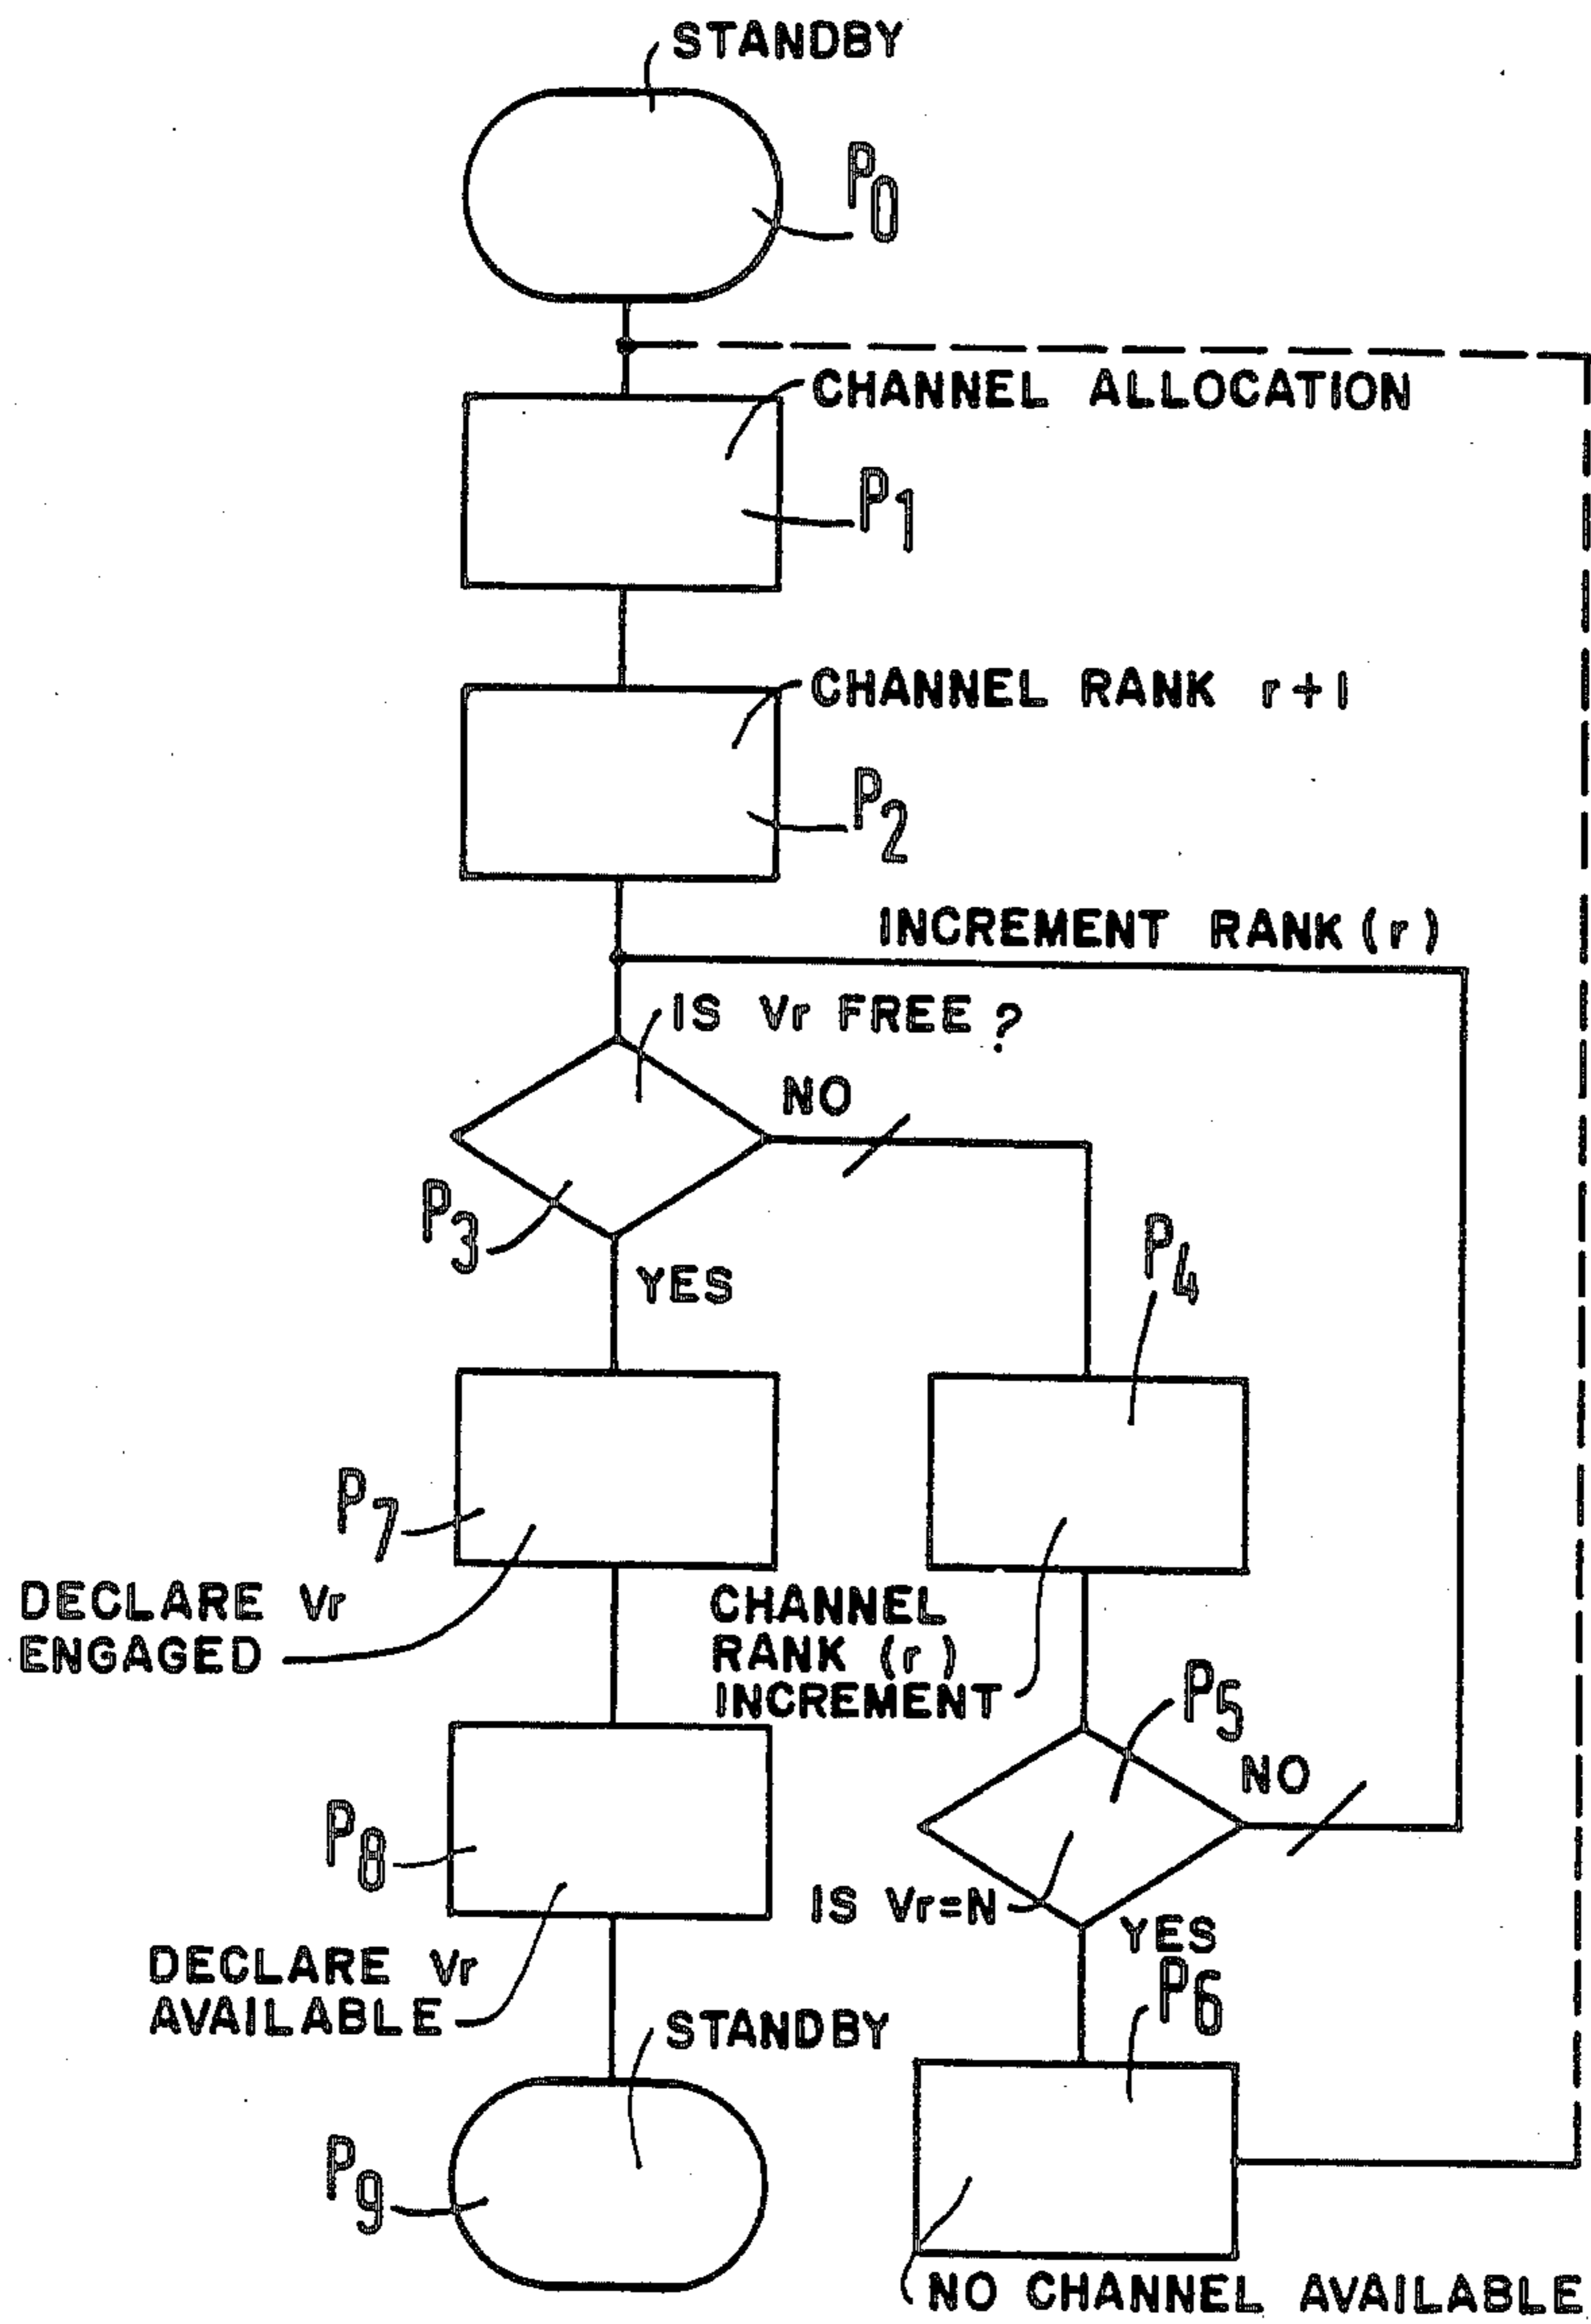 STANDBY
P0
CHANNEL ALLOCATION
P1
CHANNEL RANK r+1
P2
INCREMENT RANK (r)
IS Vr FREE ?
NO
P3
YES
P4
P7
DECLARE Vr
ENGAGED
CHANNEL
RANK (r)
INCREMENT
P5
NO
P8
IS Vr=N
YES
P6
DECLARE Vr
AVAILABLE
STANDBY
P9
NO CHANNEL AVAILABLE